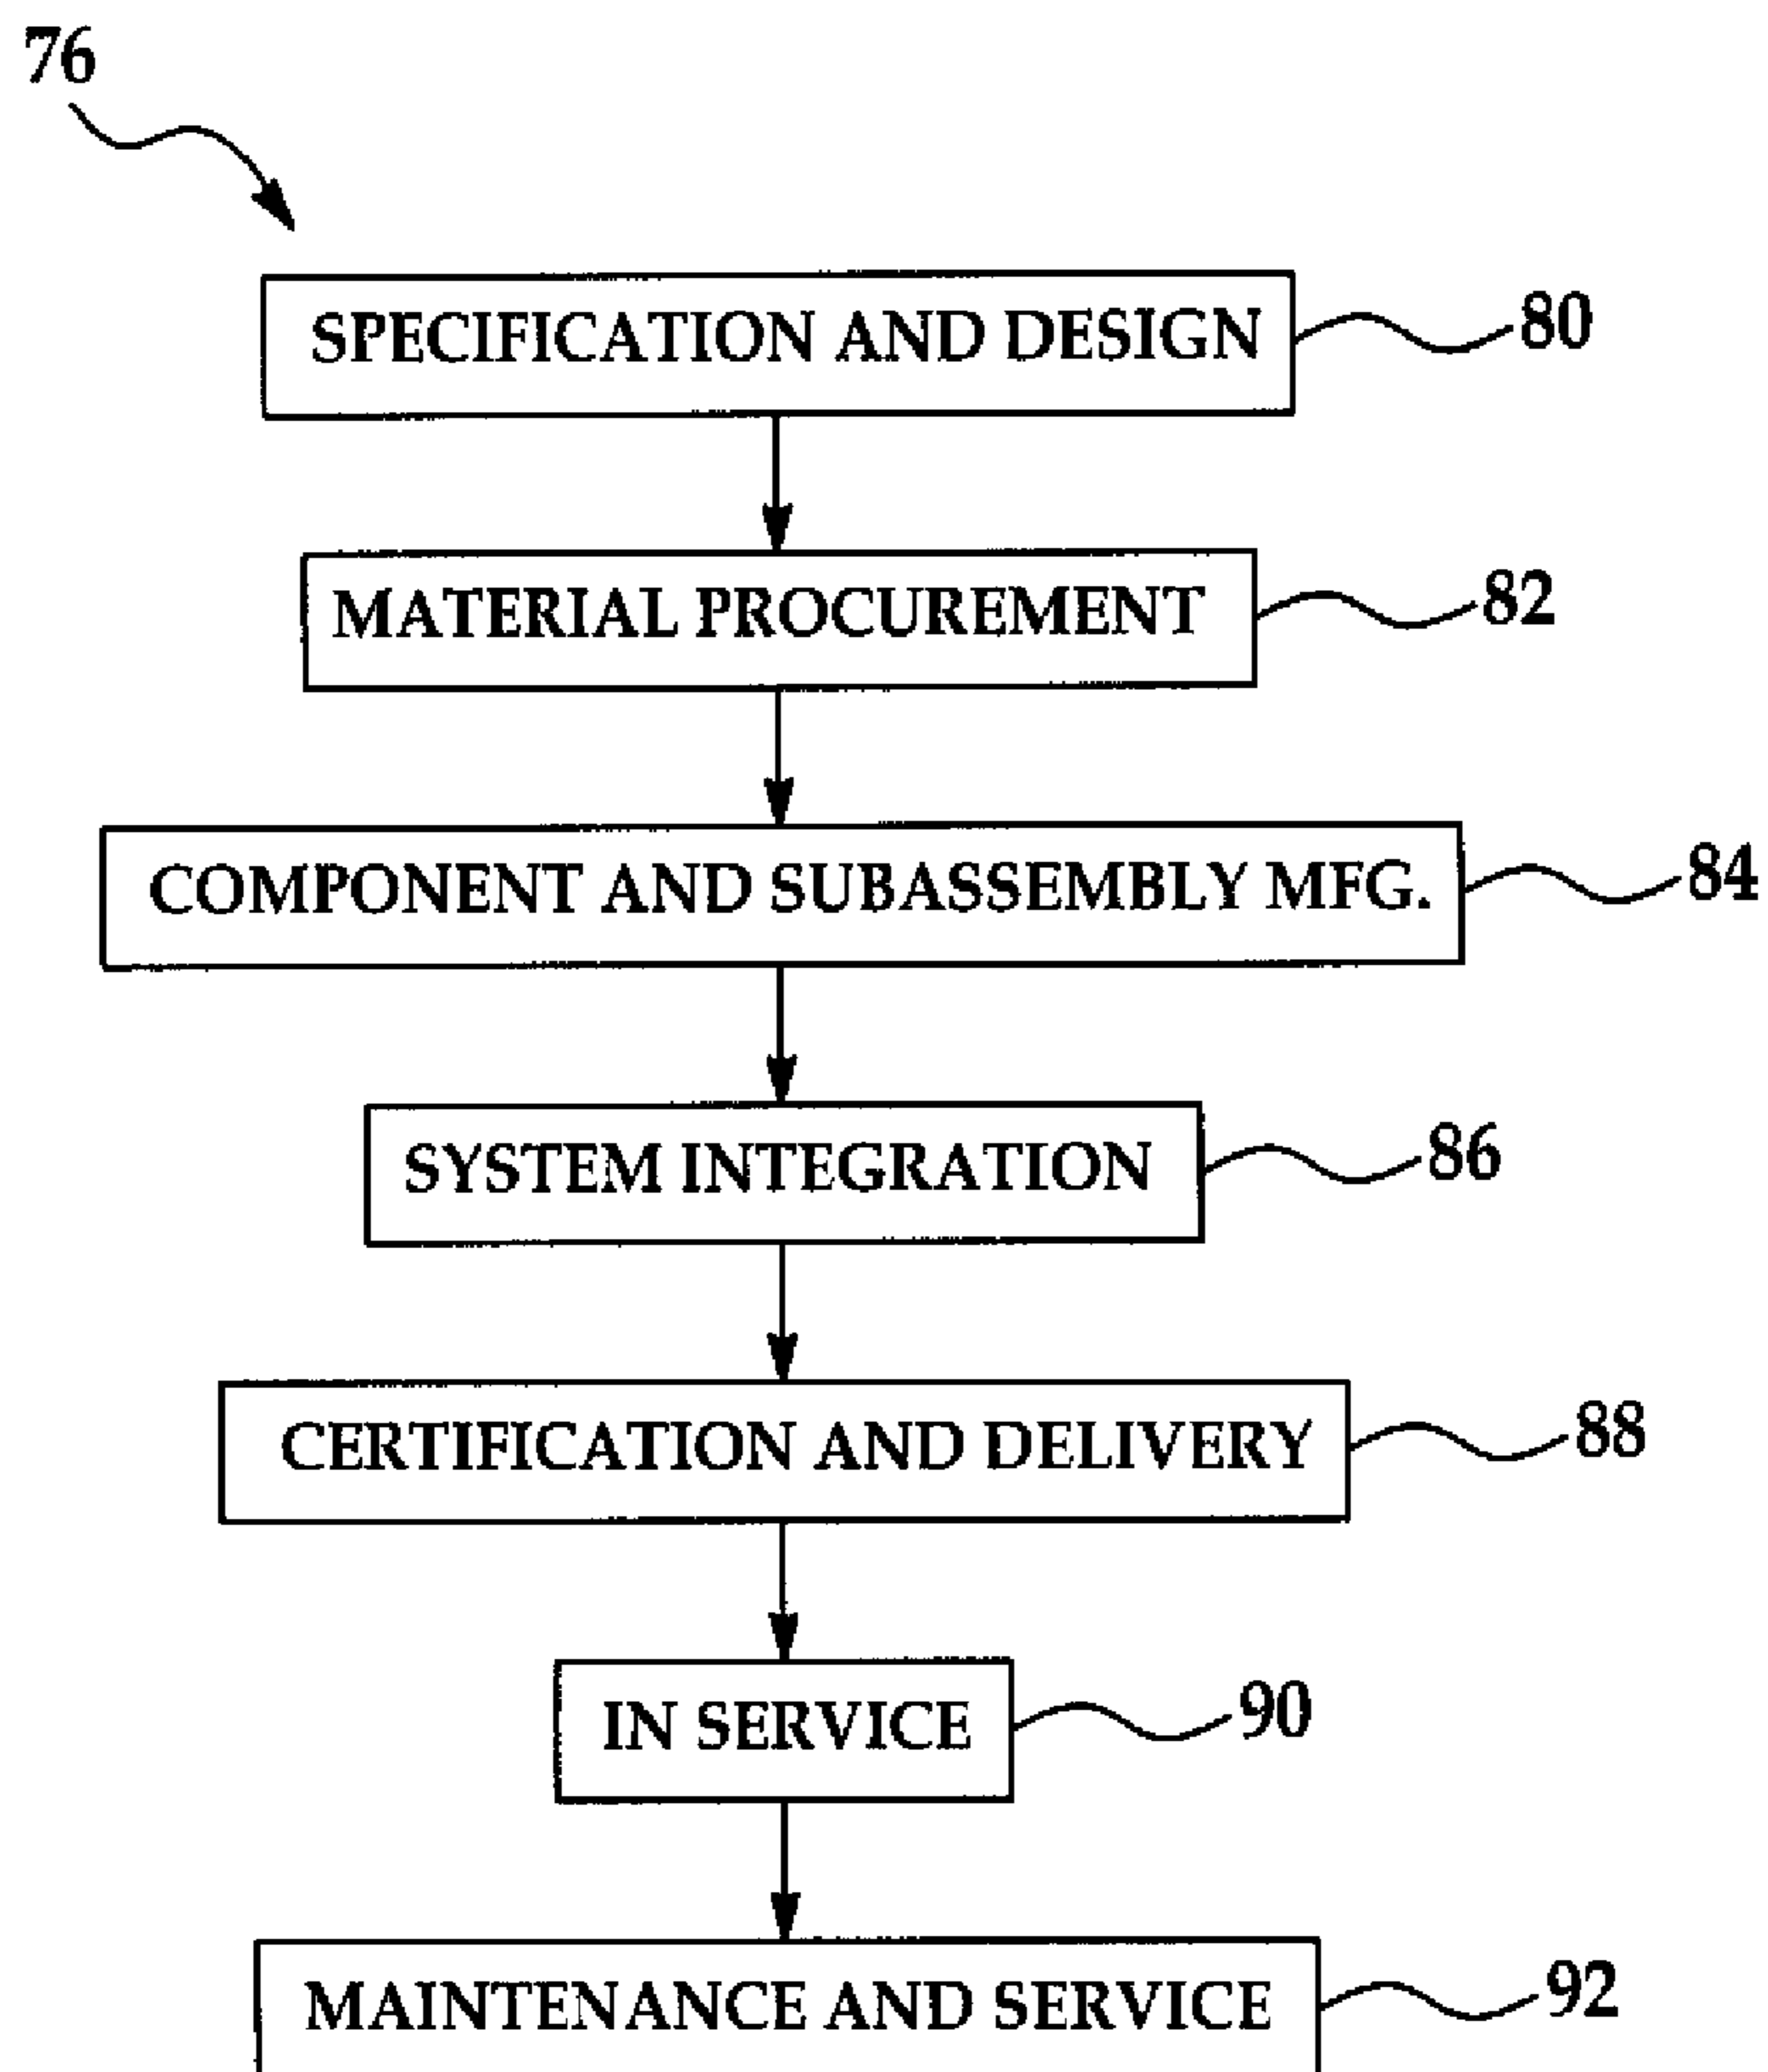 76
SPECIFICATION AND DESIGN 80
MATERIAL PROCUREMENT 82
COMPONENT AND SUBASSEMBLY MFG. 84
SYSTEM INTEGRATION 86
CERTIFICATION AND DELIVERY 88
IN SERVICE 90
MAINTENANCE AND SERVICE 92